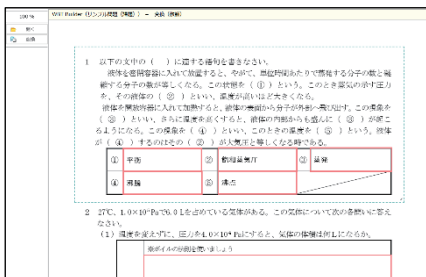 100 %
WBT Builder (リンクル問題 (問題)) － 実体 (教師)
1 以下の文中の（　）に適する語句を書きなさい。
液体を密閉容器に入れて放置すると、やがて、単位時間あたりで蒸発する分子の数と凝
縮する分子の数が等しくなる。この状態を（ ① ）という。このとき蒸気の示す圧力
を、その液体の（ ② ）といい、温度が高いほど大きくなる。
液体を開放容器に入れて加熱すると、液体の表面から分子が外部へ飛び出す。この現象を
（ ③ ）といい、さらに温度を高くすると、液体の内部からも盛んに（ ③ ）が起こ
るようになる。この現象を（ ④ ）といい、このときの温度を（ ⑤ ）という。液体
が（ ④ ）するのはその（ ② ）が大気圧と等しくなる時である。
① 平衡 ② 飽和蒸気圧 ③ 蒸発
④ 沸騰 ⑤ 沸点
2 27℃、1.0×10⁵Paで6.0Lを占めている気体がある。この気体について次の各問いに答え
なさい。
(1) 温度を変えずに、圧力を4.0×10⁴Paにすると、気体の体積は何Lになるか。
※ボイルの法則を使いましょう